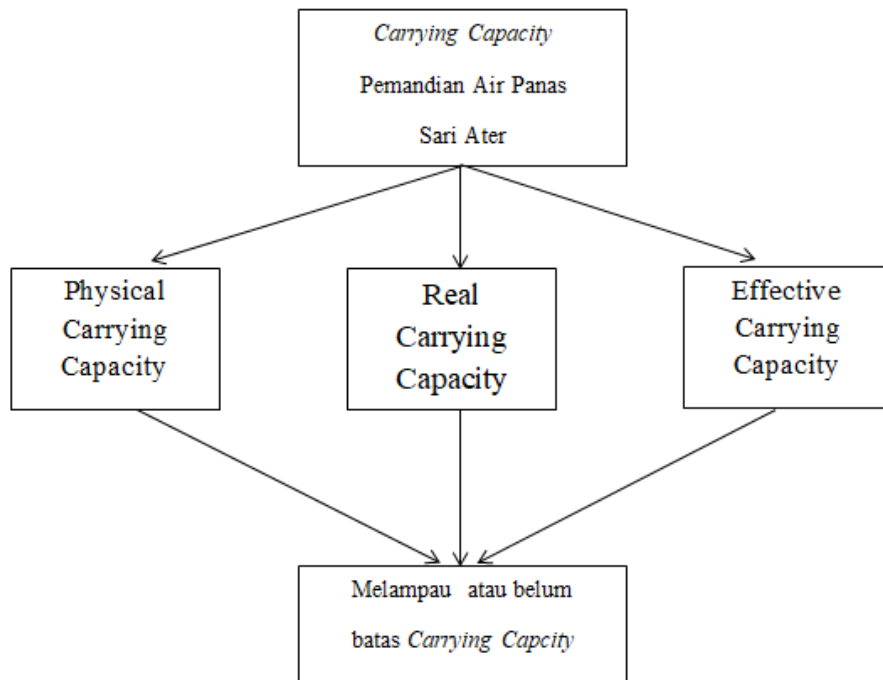 Carrying Capacity
Pemandian Air Panas
Sari Ater
Physical
Carrying
Capacity
Real
Carrying
Capacity
Effective
Carrying
Capacity
Melampau atau belum
batas Carrying Capcity